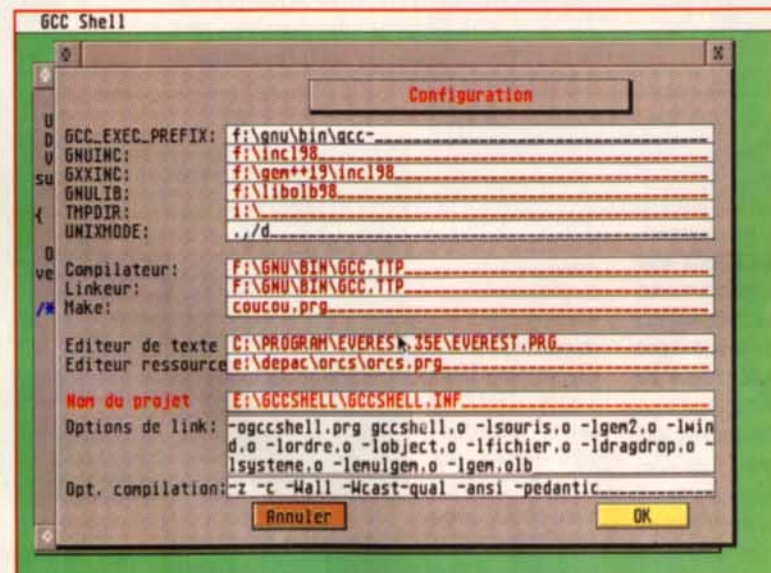 GCC Shell
Configuration
U
D
V
su
{
O
ve
/*
GCC_EXEC_PREFIX: f:\gnu\bin\gcc-
GNUINC: f:\incl98
GXXINC: f:\gem++19\incl98
GNULIB: f:\libolb98
TMPDIR: i:\
UNIXMODE: .,/d
Compilateur: F:\GNU\BIN\GCC.TTP
Linkeur: F:\GNU\BIN\GCC.TTP
Make: coucou.prg
Editeur de texte C:\PROGRAM\EVEREST.35E\EVEREST.PRG
Editeur ressource e:\depac\orcs\orcs.prg
Nom du projet E:\GCCSHELL\GCCSHELL.INF
Options de link: -ogccshell.prg gccshell.o -lsouris.o -lgem2.o -lwin
d.o -lordre.o -lobject.o -lfichier.o -ldragdrop.o -
lsysteme.o -lemulgem.o -lgem.olb
Opt. compilation: -z -c -Wall -Wcast-qual -ansi -pedantic
Annuler OK